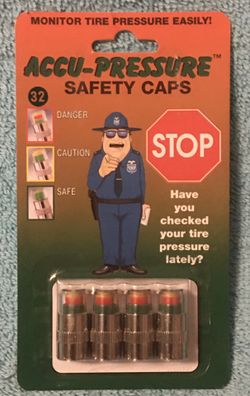 MONITOR TIRE PRESSURE EASILY!
ACCU-PRESSURE™
SAFETY CAPS
32
DANGER
CAUTION
SAFE
STOP
Have
you
checked
your tire
pressure
lately?